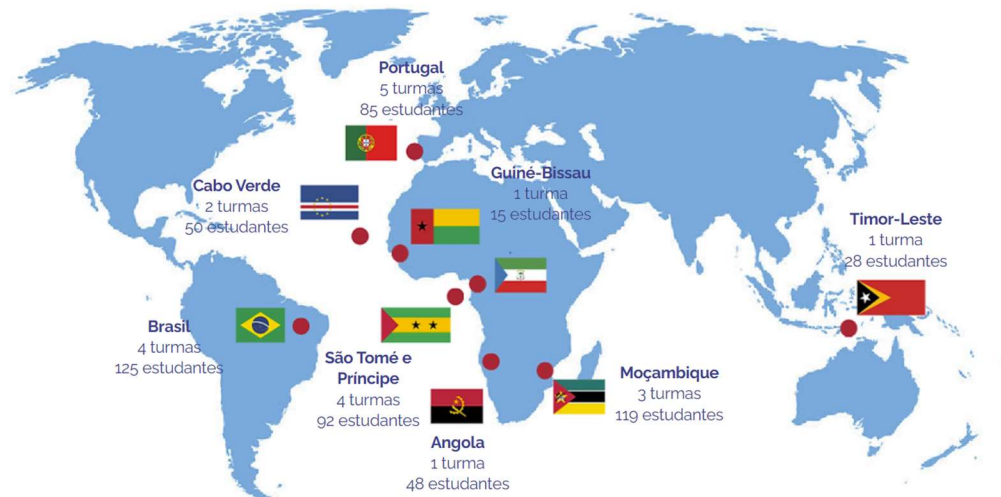 Portugal
5 turmas
85 estudantes
Cabo Verde
2 turmas
50 estudantes
Guiné-Bissau
1 turma
15 estudantes
Timor-Leste
1 turma
28 estudantes
Brasil
4 turmas
125 estudantes
São Tomé e
Príncipe
4 turmas
92 estudantes
Moçambique
3 turmas
119 estudantes
Angola
1 turma
48 estudantes